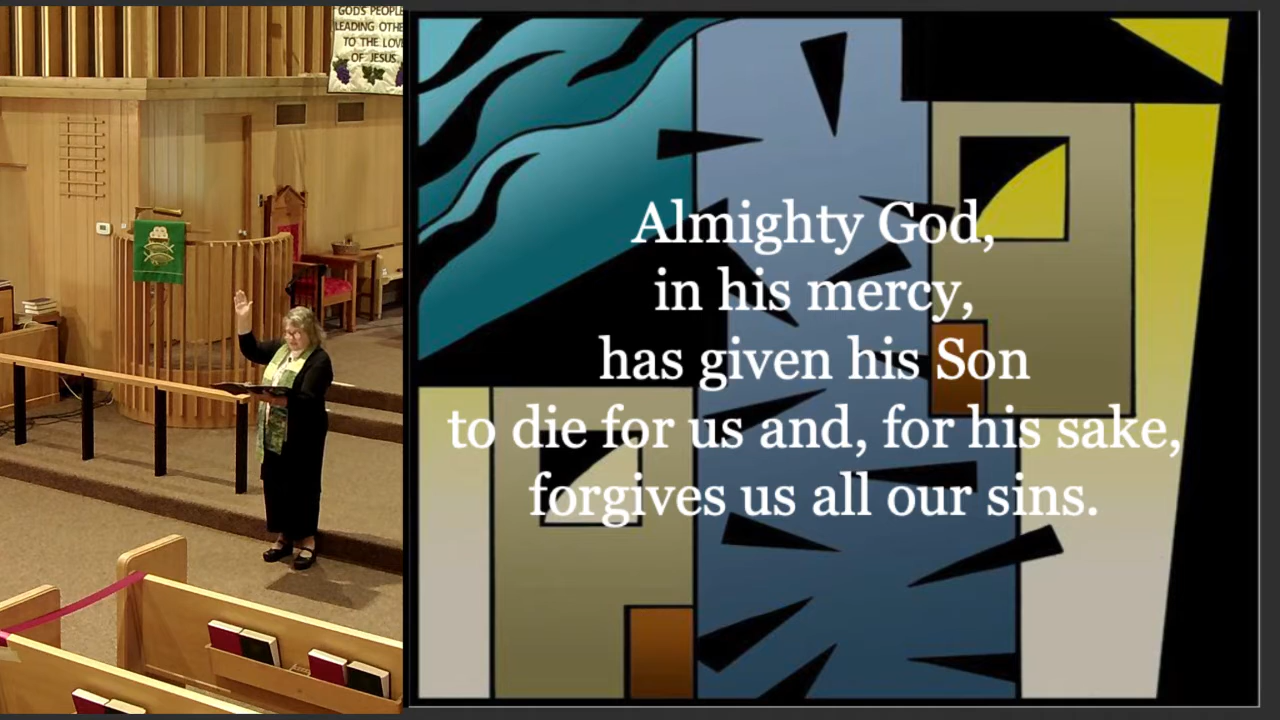 GOD'S PEOPLE
LEADING OTHE
TO THE LOVE
OF JESUS
Almighty God,
in his mercy,
has given his Son
to die for us and, for his sake,
forgives us all our sins.